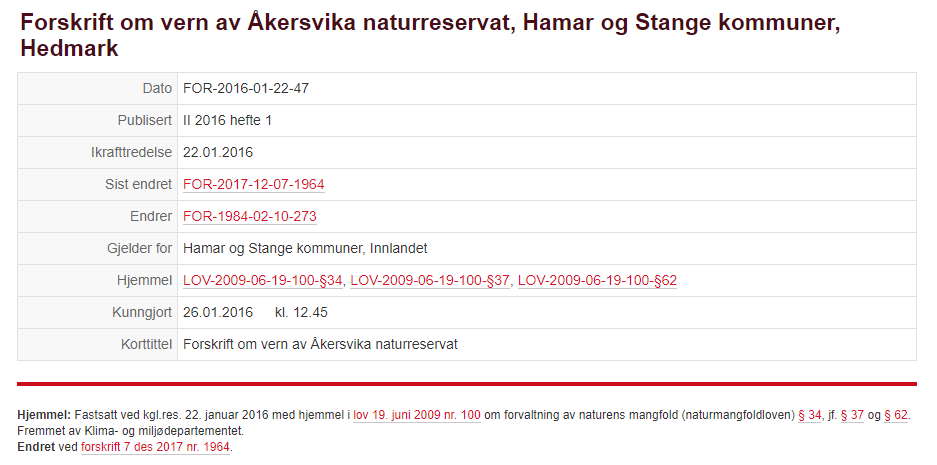 Forskrift om vern av Åkersvika naturreservat, Hamar og Stange kommuner,
Hedmark
Dato FOR-2016-01-22-47
Publisert II 2016 hefte 1
Ikrafttredelse 22.01.2016
Sist endret FOR-2017-12-07-1964
Endrer FOR-1984-02-10-273
Gjelder for Hamar og Stange kommuner, Innlandet
Hjemmel LOV-2009-06-19-100-§34, LOV-2009-06-19-100-§37, LOV-2009-06-19-100-§62
Kunngjort 26.01.2016 kl. 12.45
Korttittel Forskrift om vern av Åkersvika naturreservat
Hjemmel: Fastsatt ved kgl.res. 22. januar 2016 med hjemmel i lov 19. juni 2009 nr. 100 om forvaltning av naturens mangfold (naturmangfoldloven) § 34, jf. § 37 og § 62.
Fremmet av Klima- og miljødepartementet.
Endret ved forskrift 7 des 2017 nr. 1964.